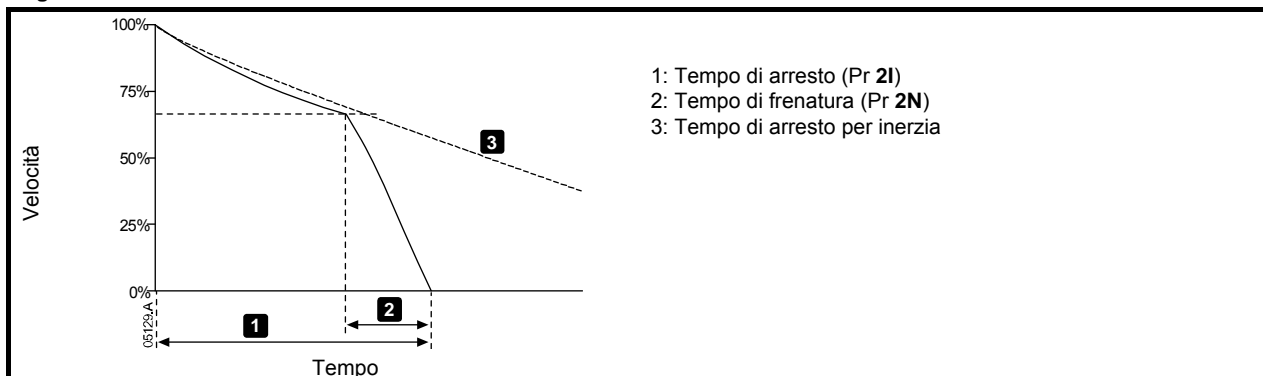 100%
75%
50%
25%
0%
Velocità
3
2
1
05129.A
Tempo
1: Tempo di arresto (Pr 2I)
2: Tempo di frenatura (Pr 2N)
3: Tempo di arresto per inerzia